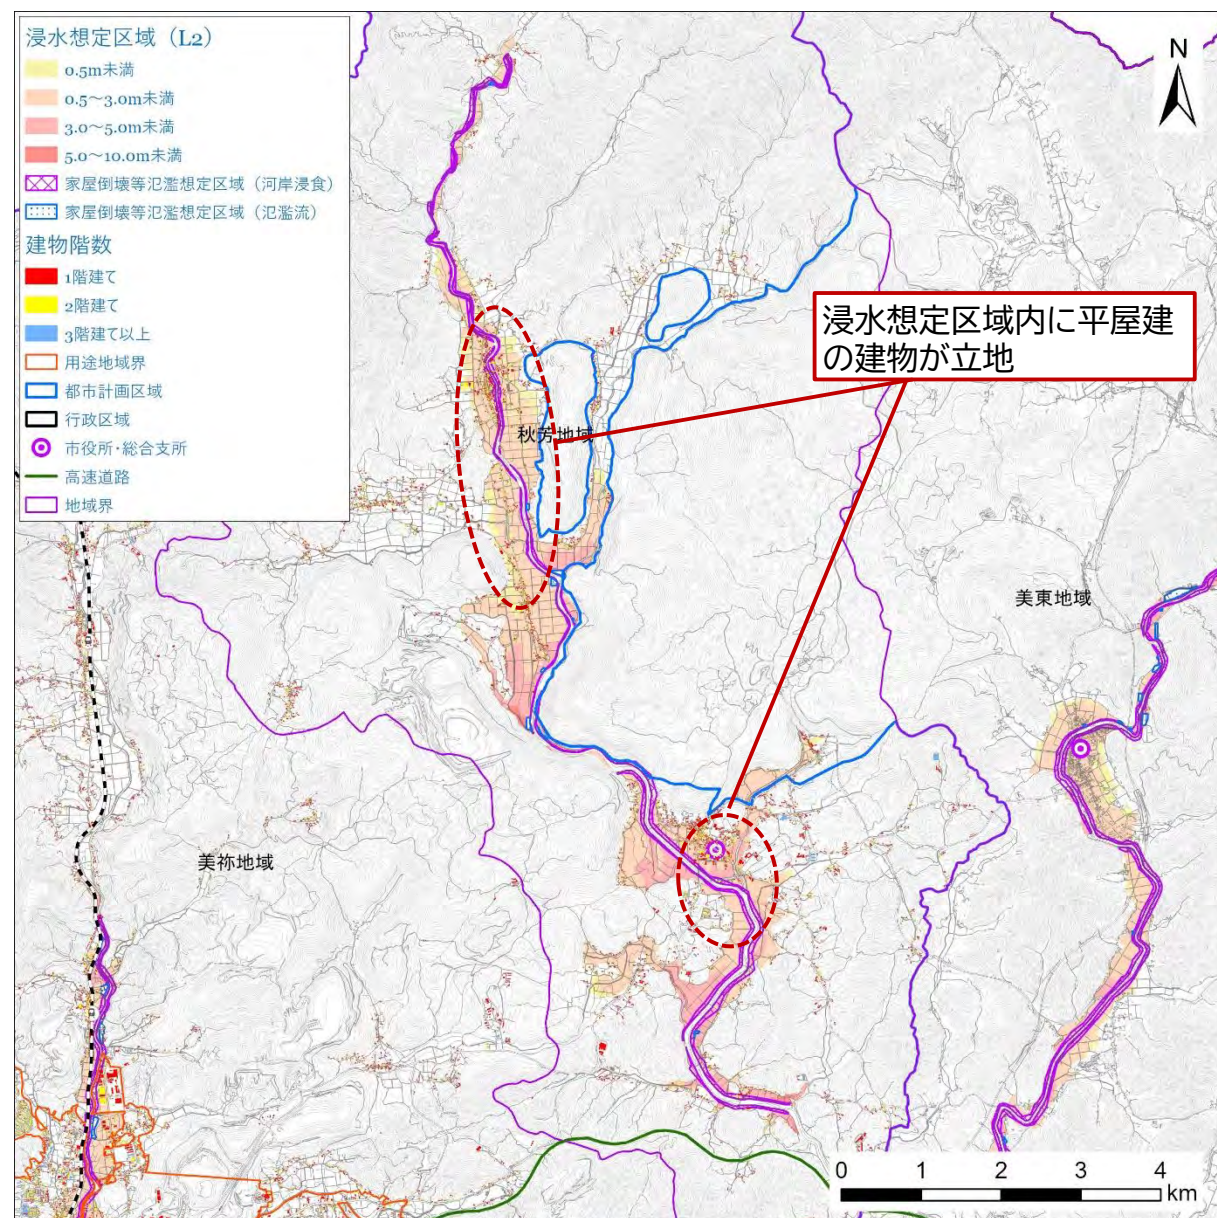 浸水想定区域（L2）
0.5m未満
0.5～3.0m未満
3.0～5.0m未満
5.0～10.0m未満
家屋倒壊等氾濫想定区域（河岸浸食）
家屋倒壊等氾濫想定区域（氾濫流）
建物階数
1階建て
2階建て
3階建て以上
用途地域界
都市計画区域
行政区域
市役所・総合支所
高速道路
地域界
N
浸水想定区域内に平屋建
の建物が立地
秋芳地域
美東地域
美祢地域
0 1 2 3 4
km